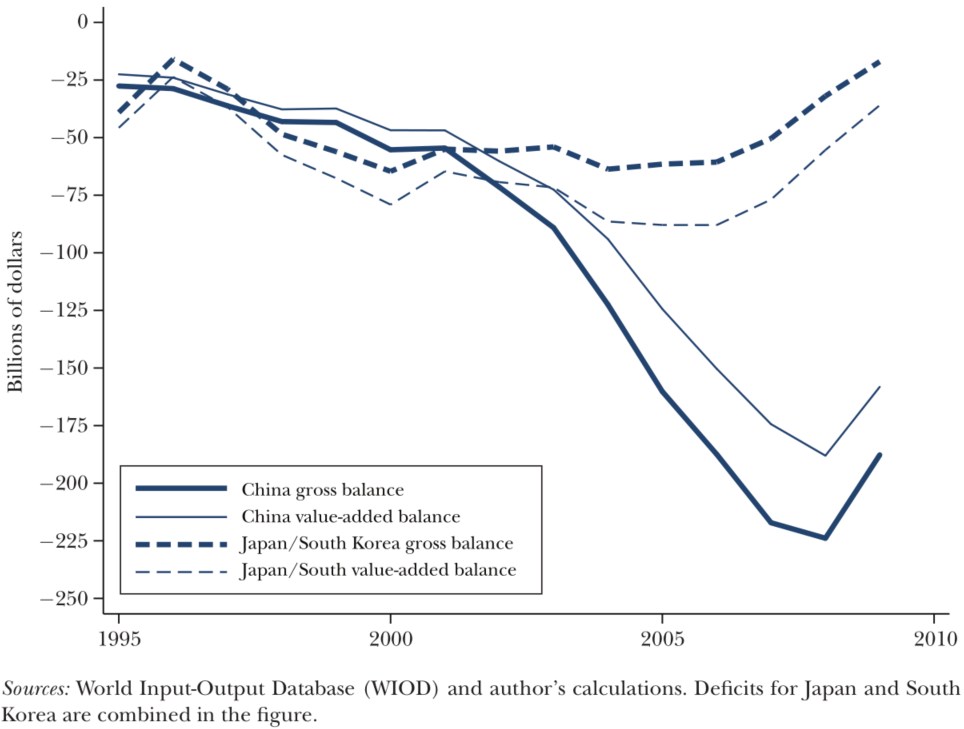 0
−25
−50
−75
−100
−125
−150
−175
−200
−225
−250
Billions of dollars
China gross balance
China value-added balance
Japan/South Korea gross balance
Japan/South value-added balance
1995
2000
2005
2010
Sources: World Input-Output Database (WIOD) and author’s calculations. Deficits for Japan and South
Korea are combined in the figure.